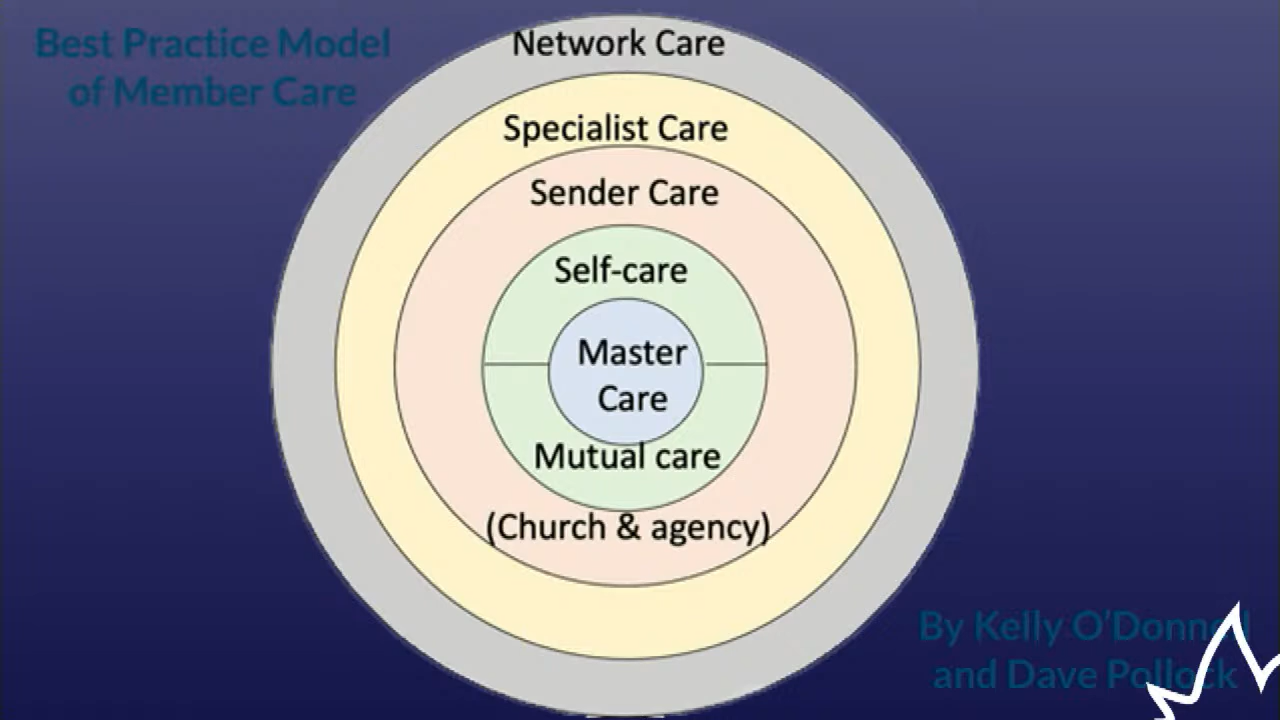 Best Practice Model
of Member Care
Network Care
Specialist Care
Sender Care
Self-care
Master
Care
Mutual care
(Church & agency)
By Kelly O'Donnell
and Dave Pollock